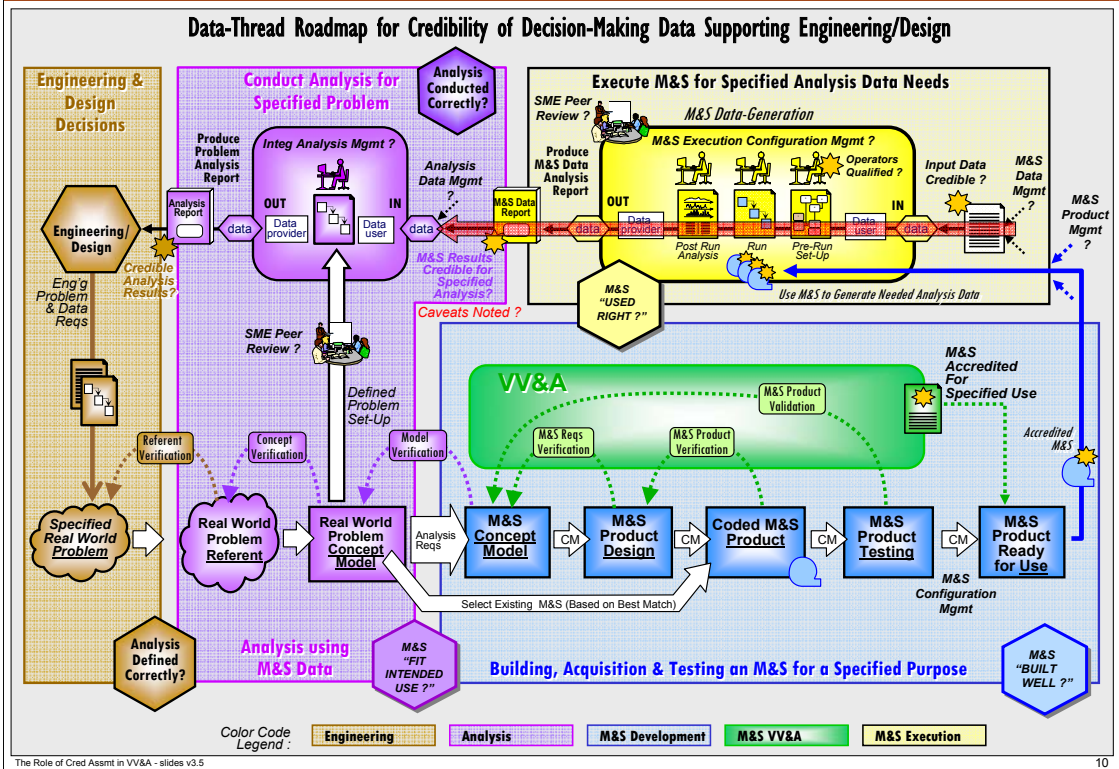 Data-Thread Roadmap for Credibility of Decision-Making Data Supporting Engineering/Design
Engineering &
Design
Decisions
Conduct Analysis for
Specified Problem
Analysis
Conducted
Correctly?
Execute M&S for Specified Analysis Data Needs
SME Peer
Review ?
M&S Data-Generation
Produce
Problem
Analysis
Report
Integ Analysis Mgmt ?
Analysis
Data Mgmt
?
Produce
M&S Data
Analysis
Report
M&S Execution Configuration Mgmt ?
Operators
Qualified ?
Input Data
Credible ?
M&S
Data
Mgmt
?
M&S
Product
Mgmt
?
Engineering/
Design
Analysis
Report
data
OUT
IN
Data
provider
Data
user
data
M&S Data
Report
data
OUT
IN
Data
provider
Post Run
Analysis
Run
Pre-Run
Set-Up
Data
user
data
Credible
Analysis
Results?
M&S Results
Credible for
Specified
Analysis?
Caveats Noted ?
Eng'g
Problem
& Data
Reqs
M&S
"USED
RIGHT ?"
Use M&S to Generate Needed Analysis Data
SME Peer
Review ?
Defined
Problem
Set-Up
VV&A
M&S
Accredited
For
Specified Use
M&S Product
Validation
Accredited
M&S
Referent
Verification
Concept
Verification
Model
Verification
M&S Reqs
Verification
M&S Product
Verification
Specified
Real World
Problem
Real World
Problem
Referent
Real World
Problem
Concept
Model
Analysis
Reqs
M&S
Concept
Model
CM
M&S
Product
Design
CM
Coded M&S
Product
CM
M&S
Product
Testing
CM
M&S
Product
Ready
for Use
M&S
Configuration
Mgmt
Select Existing M&S (Based on Best Match)
Analysis
Defined
Correctly?
Analysis using
M&S Data
M&S
"FIT
INTENDED
USE ?"
Building, Acquisition & Testing an M&S for a Specified Purpose
M&S
"BUILT
WELL ?"
Color Code
Legend :
Engineering
Analysis
M&S Development
M&S VV&A
M&S Execution
The Role of Cred Assmt in VV&A - slides v3.5
10